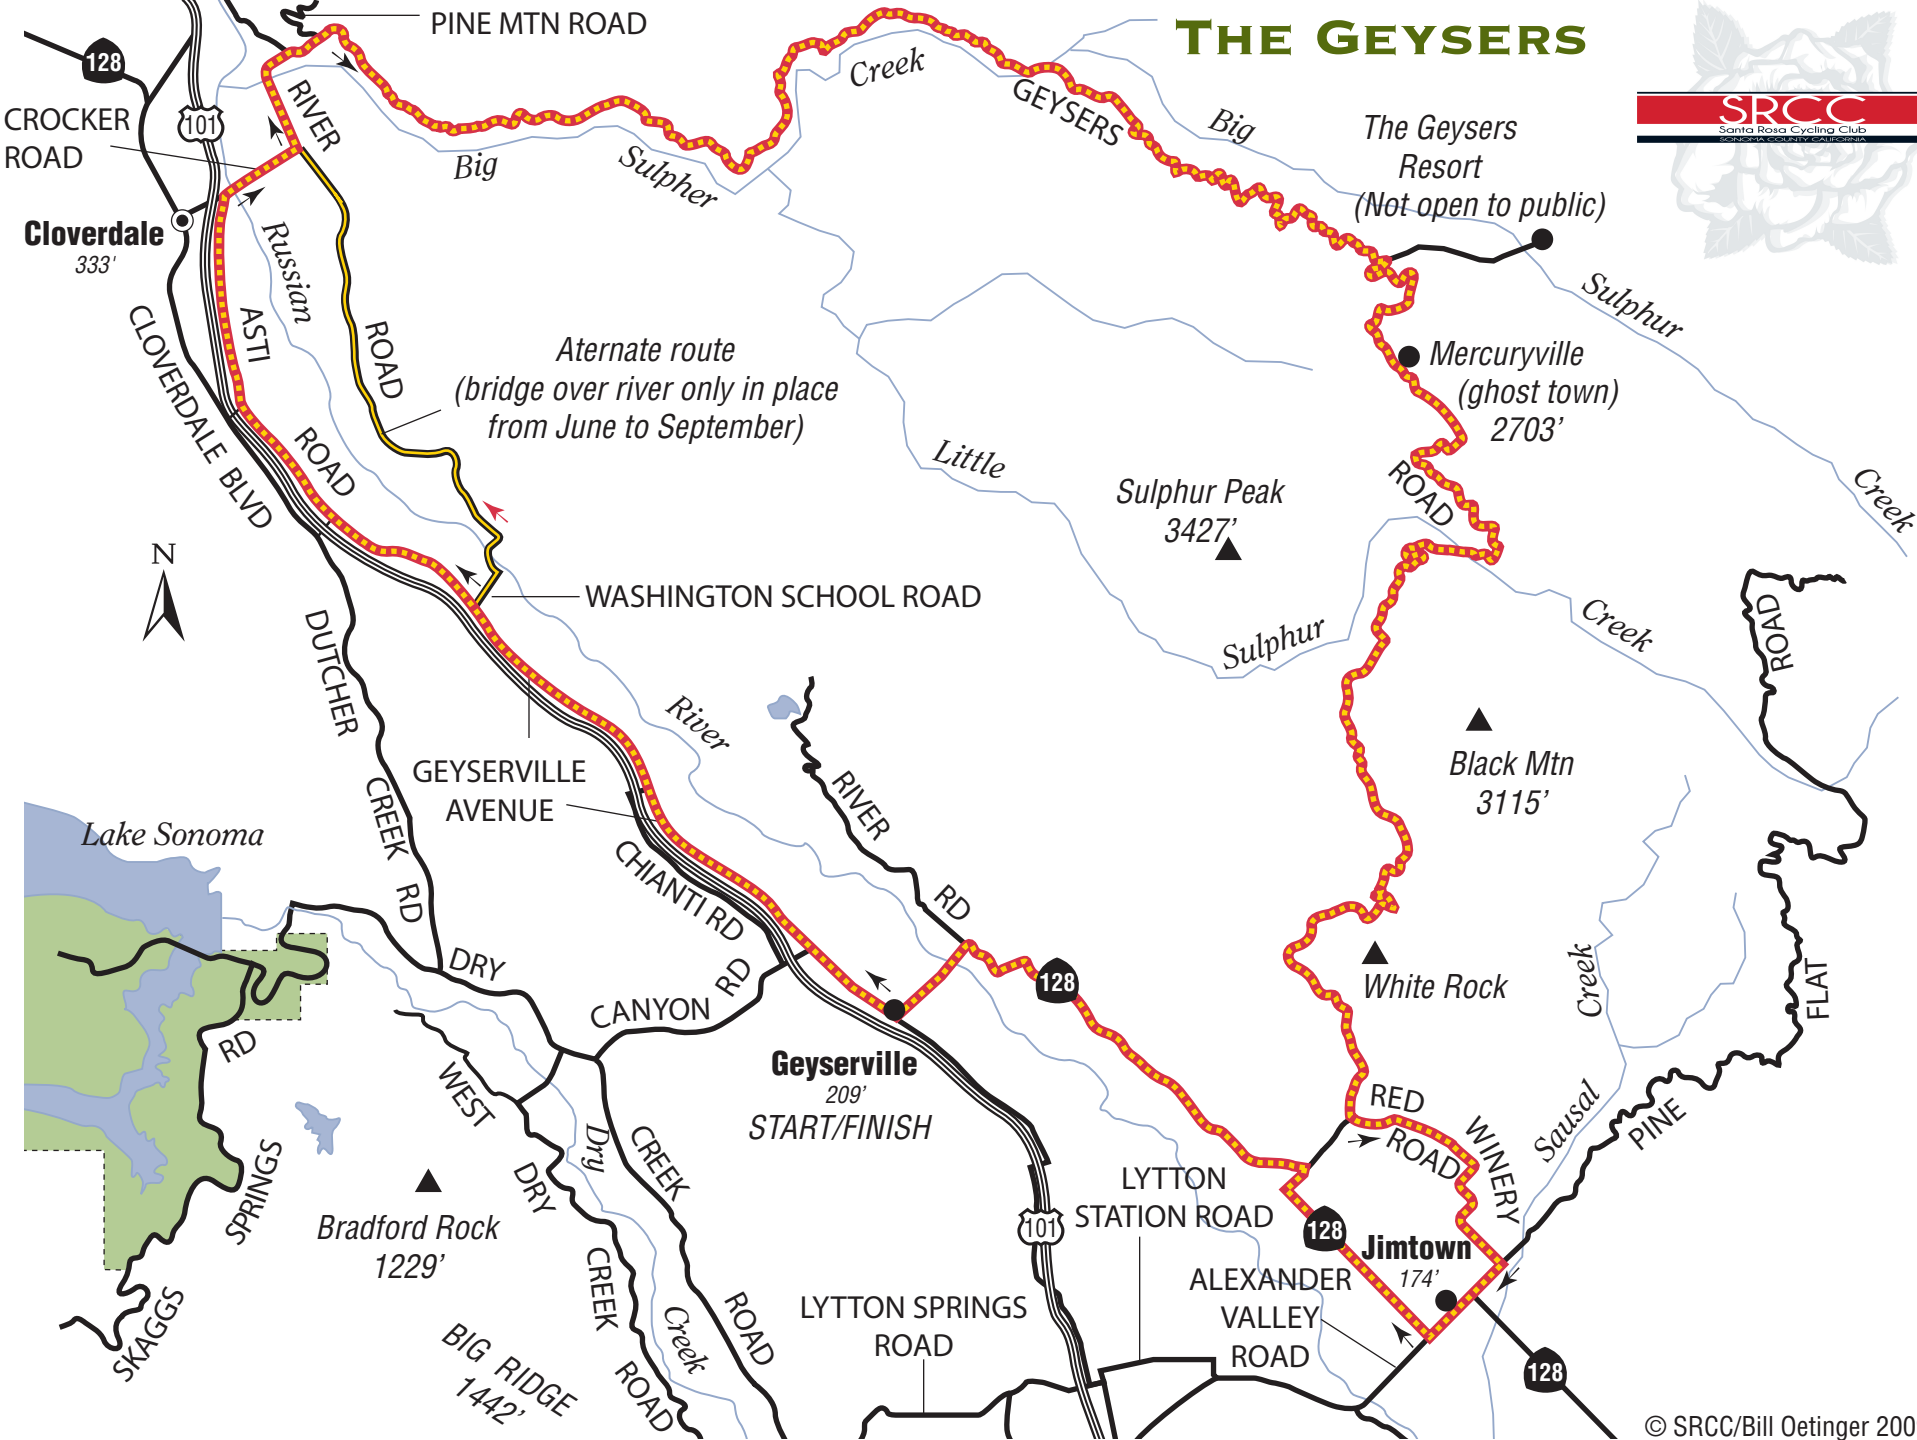 PINE MTN ROAD
THE GEYSERS
SRCC
Santa Rosa Cycling Club
SONOMA COUNTY CALIFORNIA
128
101
CROCKER
ROAD
RIVER
ROAD
Creek
GEYSERS
Big
Big
Sulpher
The Geysers
Resort
(Not open to public)
Cloverdale
333'
Russian
ASTI
ROAD
CLOVERDALE BLVD
Aternate route
(bridge over river only in place
from June to September)
Sulphur
Creek
Mercuryville
(ghost town)
2703’
ROAD
Little
Sulphur Peak
3427’
N
WASHINGTON SCHOOL ROAD
Sulphur
Creek
ROAD
DUTCHER
CREEK
RD
River
GEYSERVILLE
AVENUE
Black Mtn
3115’
Lake Sonoma
CHIANTI RD
RIVER
RD
128
White Rock
Creek
FLAT
DRY
CANYON
RD
RD
Geyserville
209’
START/FINISH
WEST
DRY
CREEK
ROAD
Dry
Creek
CREEK
ROAD
RED
WINERY
ROAD
Sausal
PINE
SPRINGS
SKAGGS
Bradford Rock
1229’
BIG RIDGE
1442’
LYTTON
STATION ROAD
101
128
Jimtown
174’
ALEXANDER
VALLEY
ROAD
LYTTON SPRINGS
ROAD
128
© SRCC/Bill Oetinger 200